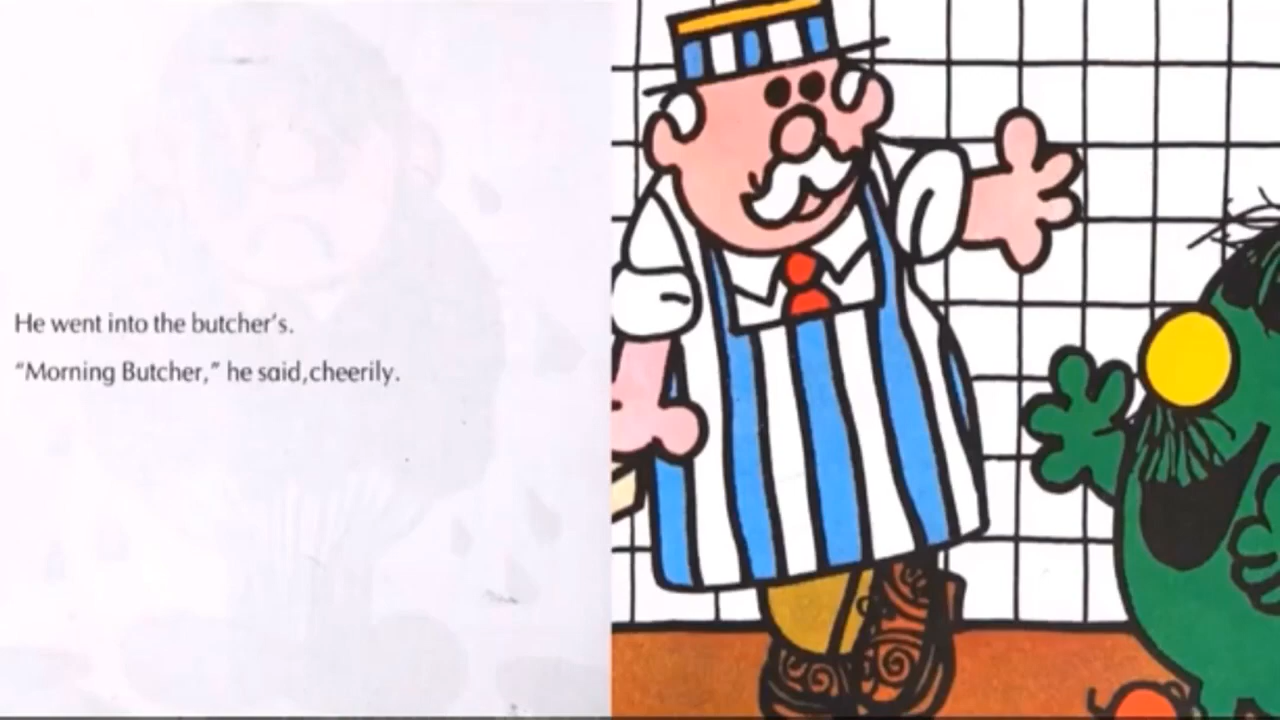 He went into the butcher's.
“Morning Butcher,” he said,cheerily.